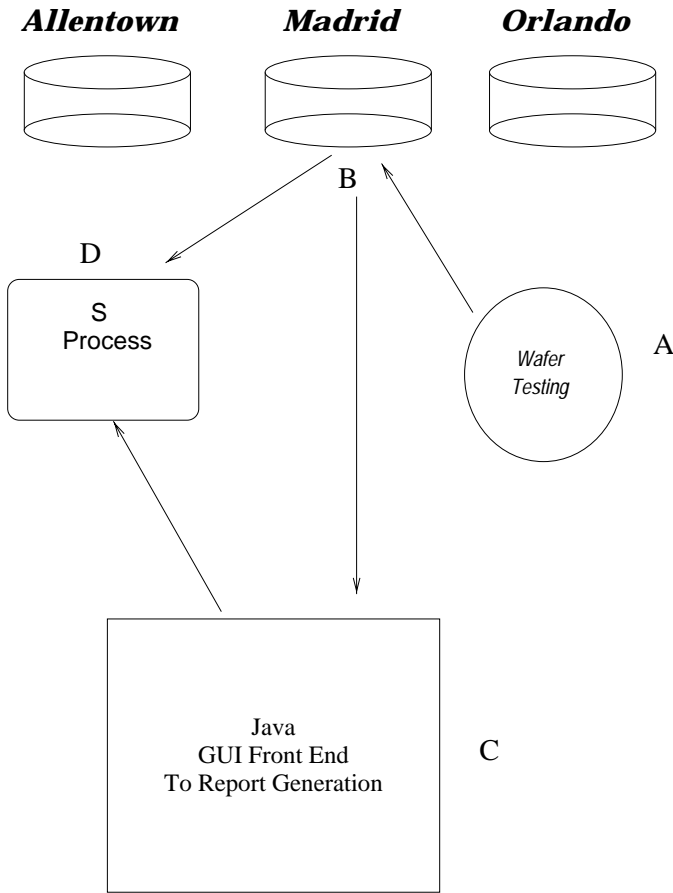 Allentown Madrid Orlando
B
D
S
Process
A
Wafer
Testing
Java
GUI Front End
To Report Generation
C